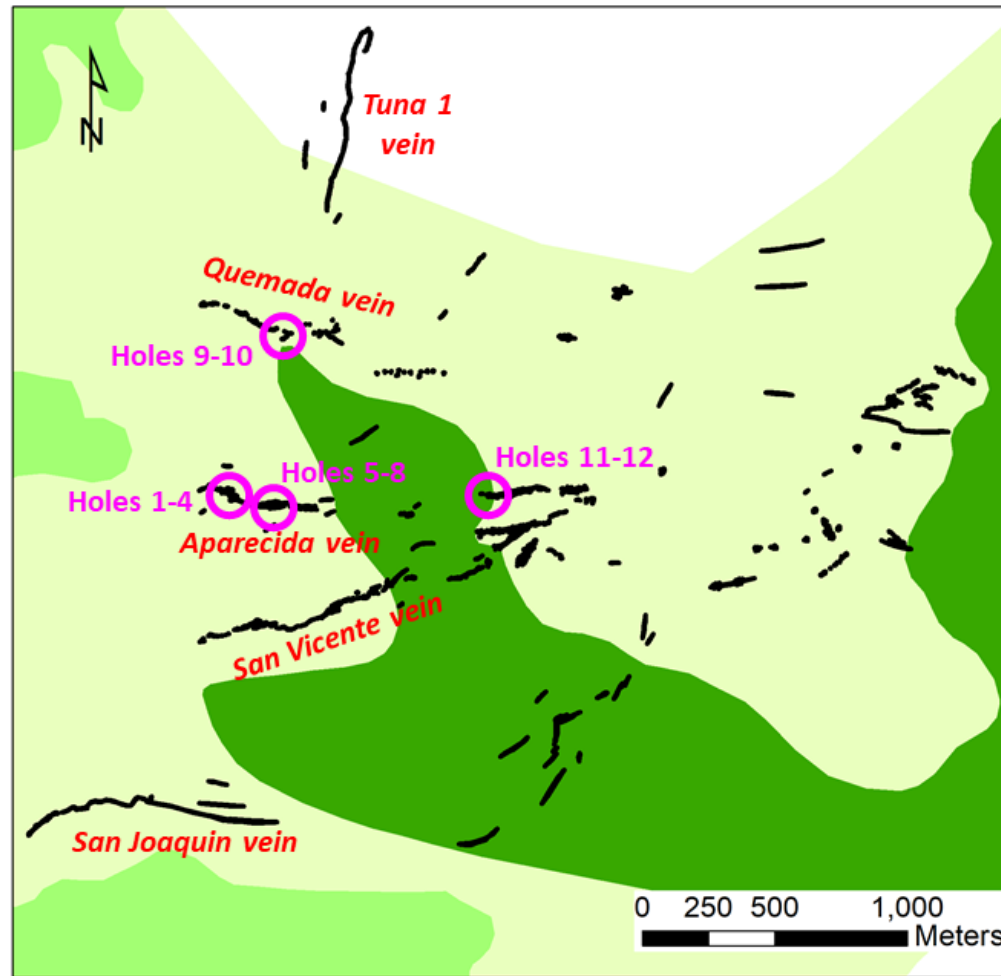 N
Tuna 1
vein
Quemada vein
Holes 9-10
Holes 11-12
Holes 5-8
Holes 1-4
Aparecida vein
San Vicente vein
San Joaquin vein
0 250 500 1,000
Meters